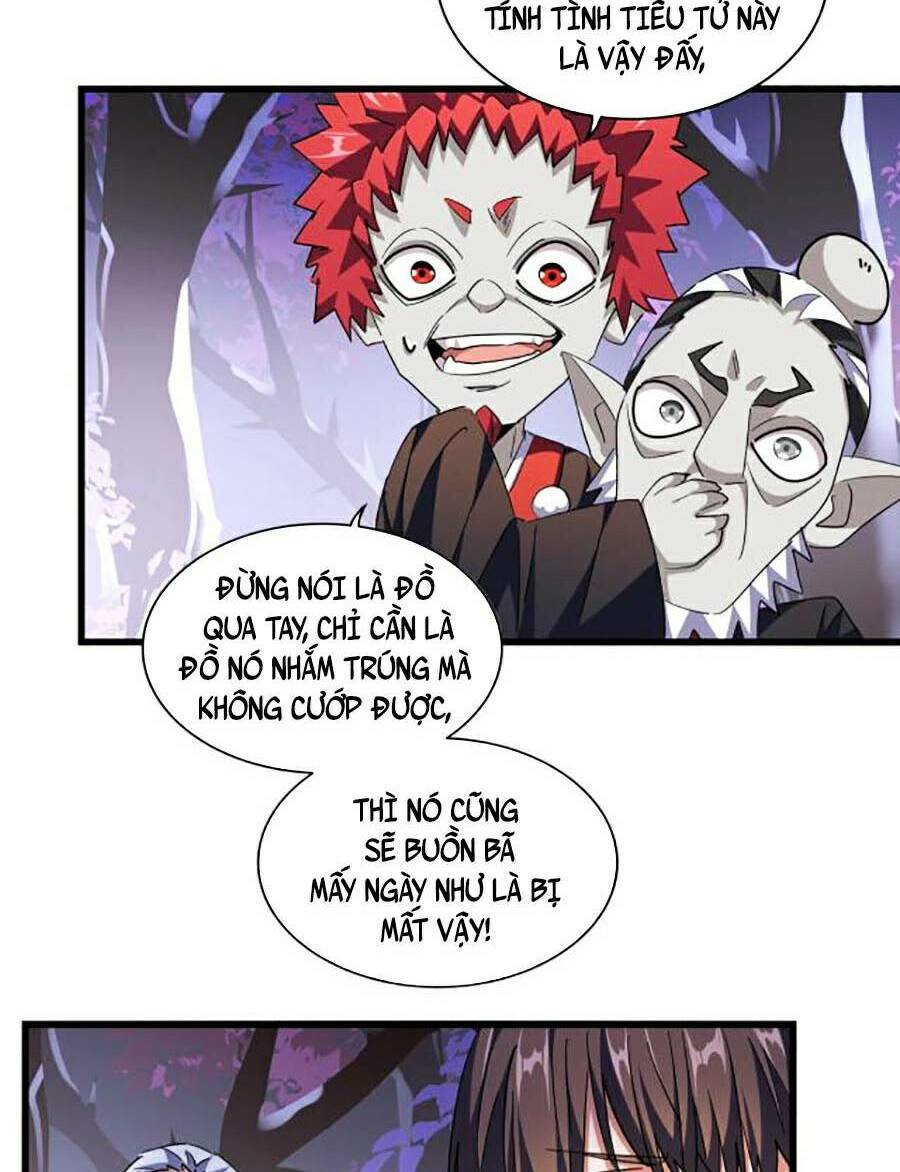 TÍNH TÌNH TIỂU TỬ NÀY
LÀ VẬY ĐẤY,
ĐỪNG NÓI LÀ ĐỒ
QUA TAY, CHỈ CẦN LÀ
ĐỒ NÓ NHẮM TRÚNG MÀ
KHÔNG CƯỚP ĐƯỢC,
THÌ NÓ CŨNG
SẼ BUỒN BÃ
MẤY NGÀY NHƯ LÀ BỊ
MẤT VẬY!